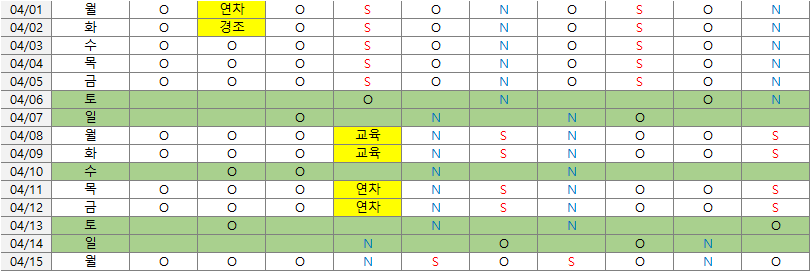 04/01 월 O 연차 O S O N O S O N
04/02 화 O 경조 O S O N O S O N
04/03 수 O O O S O N O S O N
04/04 목 O O O S O N O S O N
04/05 금 O O O S O N O S O N
04/06 토 O N O N
04/07 일 O N N O
04/08 월 O O O 교육 N S N O O S
04/09 화 O O O 교육 N S N O O S
04/10 수 O O N N
04/11 목 O O O 연차 N S N O O S
04/12 금 O O O 연차 N S N O O S
04/13 토 O N N O
04/14 일 N O O N
04/15 월 O O O N S O S O N O